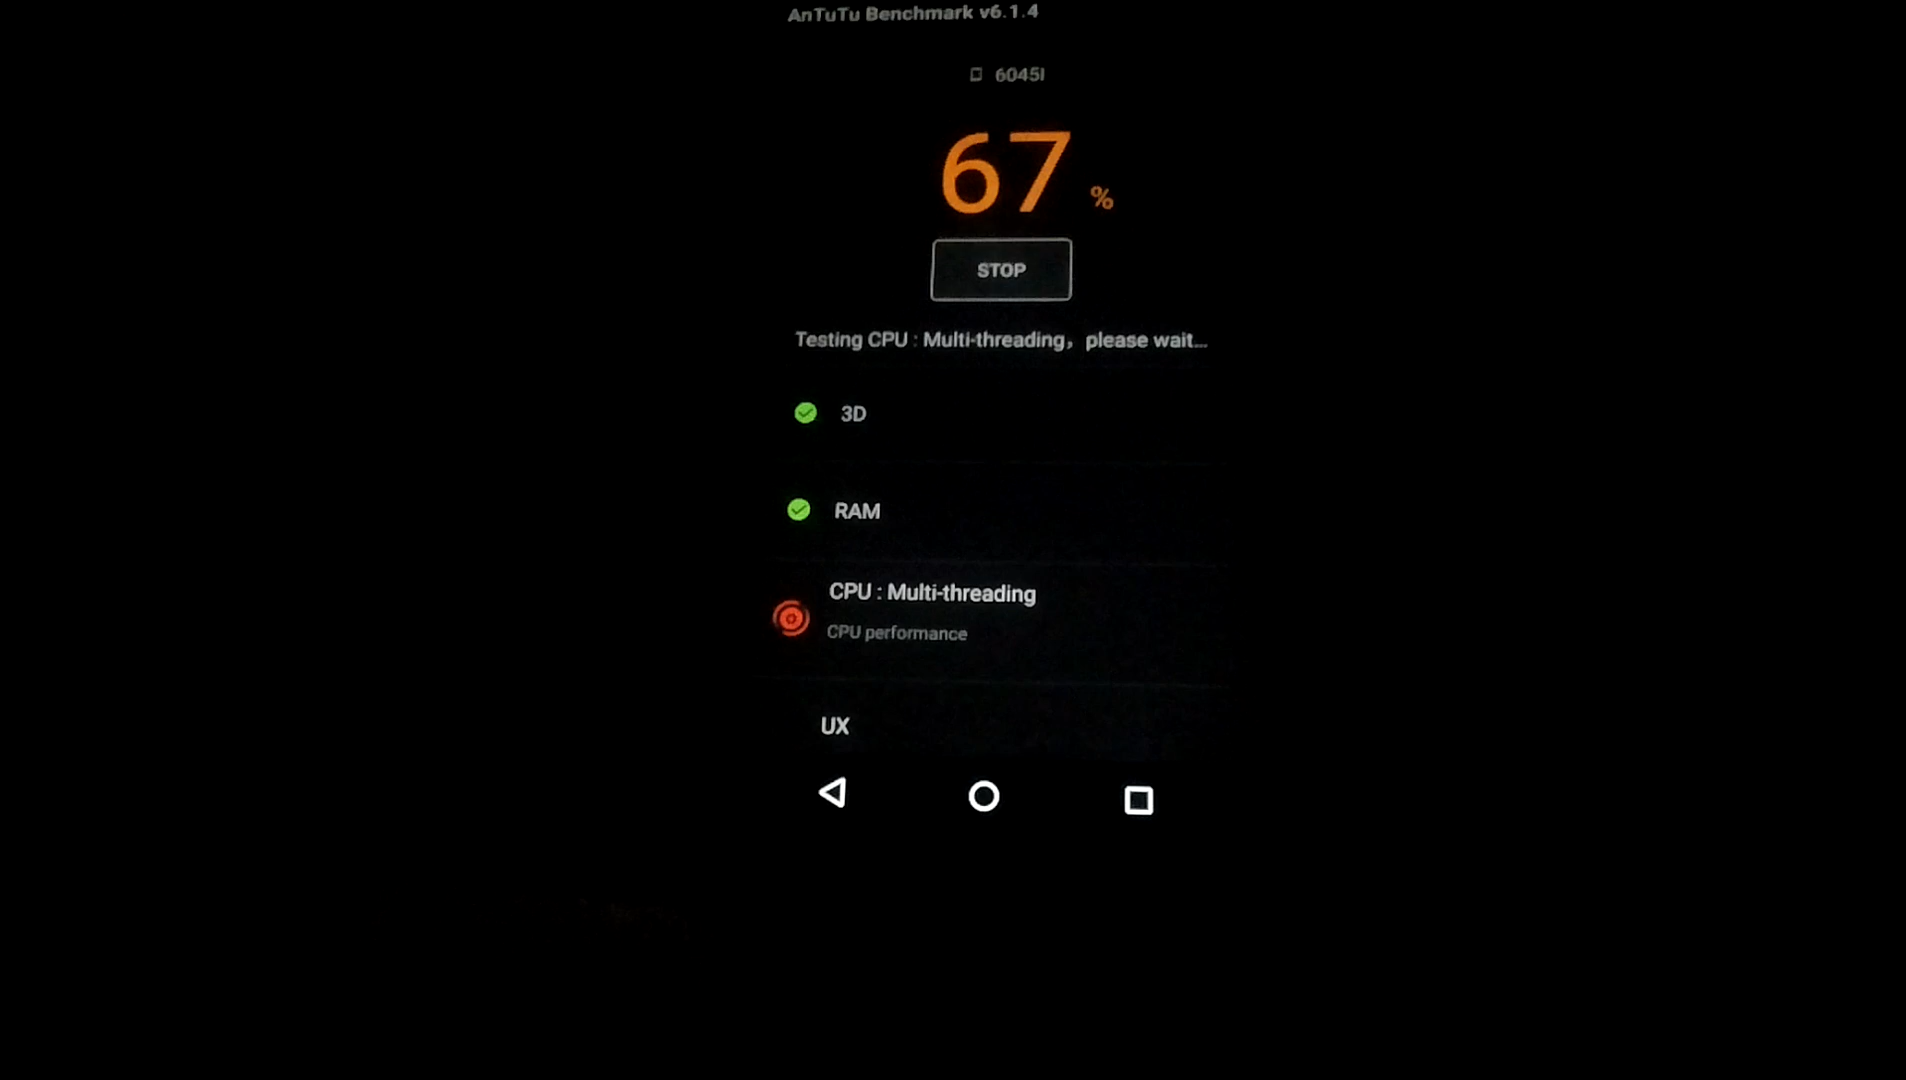 AnTuTu Benchmark v6.1.4
6045I
67 %
STOP
Testing CPU : Multi-threading，please wait...
3D
RAM
CPU : Multi-threading
CPU performance
UX